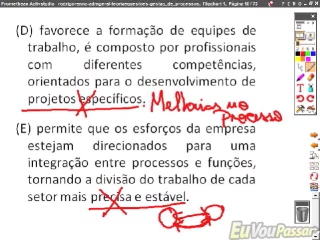 (D) favorece a formação de equipes de
trabalho, é composto por profissionais
com diferentes competências,
orientados para o desenvolvimento de
projetos específicos. Melhorias no
processo
(E) permite que os esforços da empresa
estejam direcionados para uma
integração entre processos e funções,
tornando a divisão do trabalho de cada
setor mais precisa e estável.
EuVouPassar